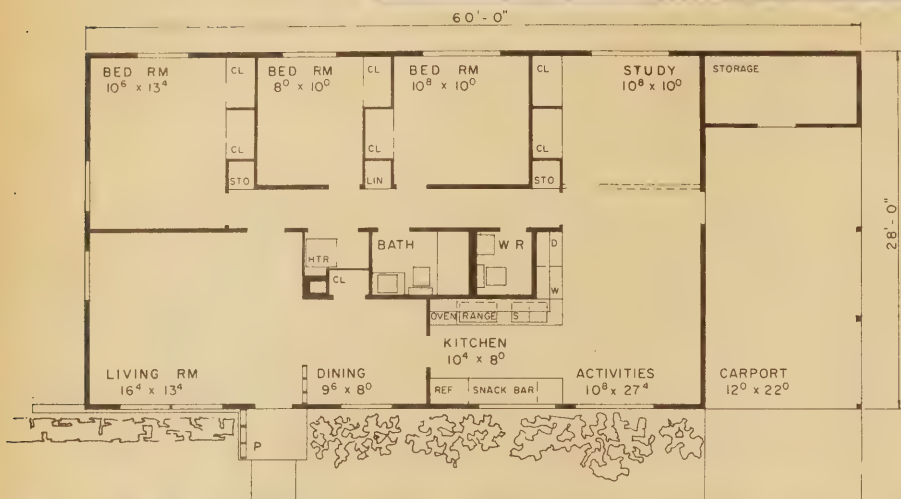 60'-0"
BED RM
10⁶ x 13⁴
CL
CL
STO
BED RM
8⁰ x 10⁰
CL
CL
LIN
BED RM
10⁸ x 10⁰
CL
CL
STO
STUDY
10⁸ x 10⁰
STORAGE
28'-0"
HTR
CL
BATH
W R
D
W
OVEN RANGE S
KITCHEN
10⁴ x 8⁰
LIVING RM
16⁴ x 13⁴
DINING
9⁶ x 8⁰
REF SNACK BAR
ACTIVITIES
10⁸ x 27⁴
CARPORT
12⁰ x 22⁰
P